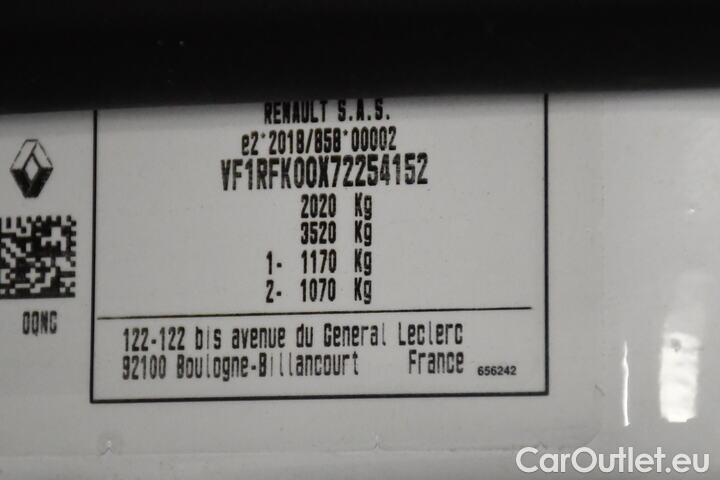 RENAULT S.A.S.
e2*2018/858*00002
VF1RFK00X72254152
2020 Kg
3520 Kg
1- 1170 Kg
2- 1070 Kg
00NC
122-122 bis avenue du General Leclerc
92100 Boulogne-Billancourt France 656242
CarOutlet.eu